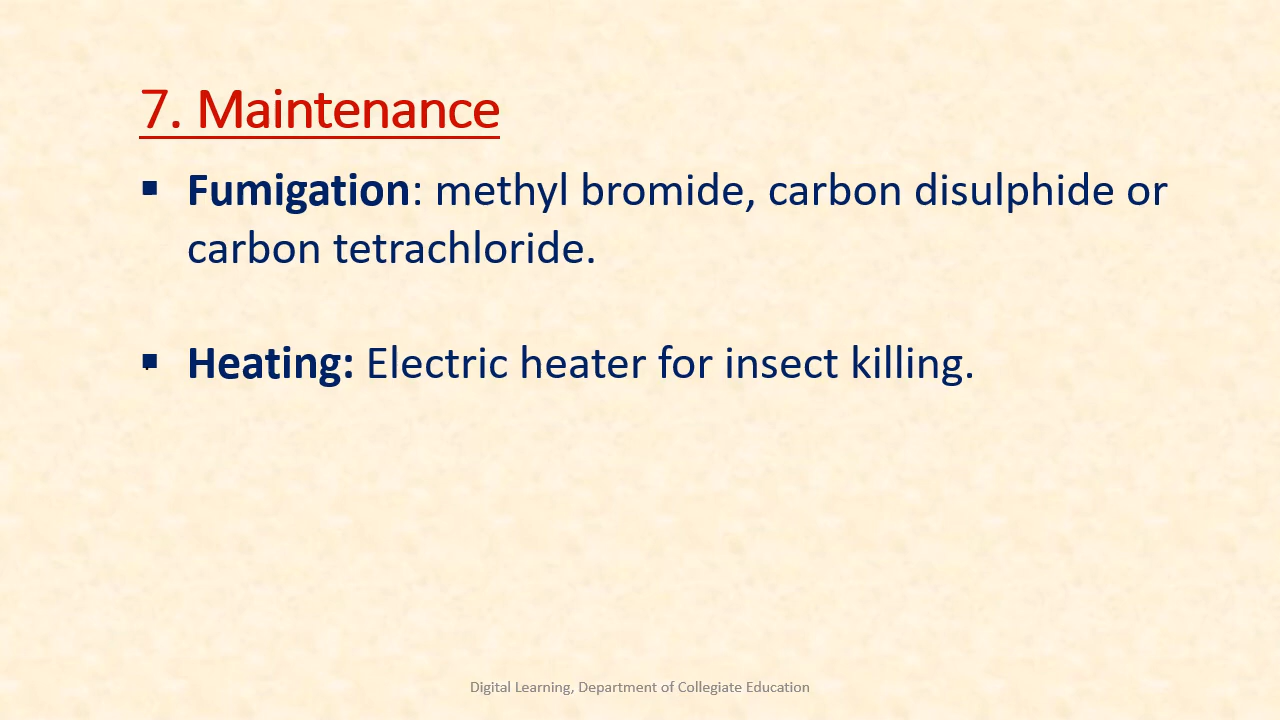 7. Maintenance
▪ Fumigation: methyl bromide, carbon disulphide or
carbon tetrachloride.
▪ Heating: Electric heater for insect killing.
Digital Learning, Department of Collegiate Education